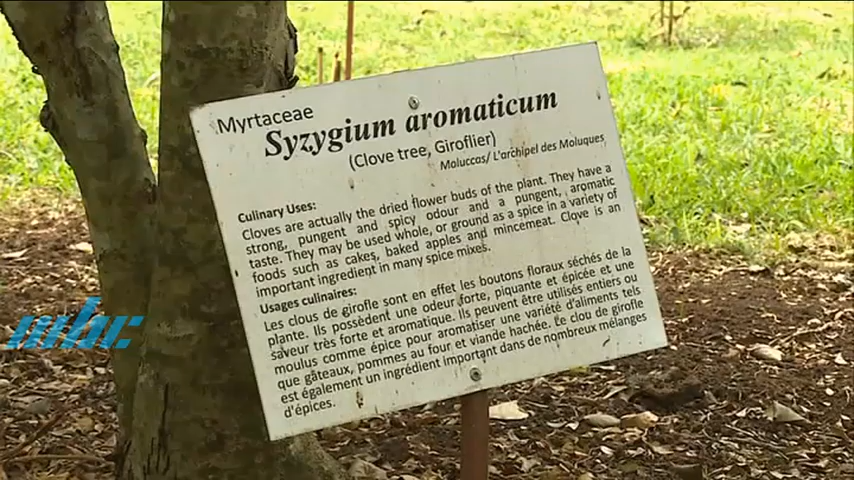 Myrtaceae
Syzygium aromaticum
(Clove tree, Giroflier)
Moluccas/ L'archipel des Moluques
Culinary Uses:
Cloves are actually the dried flower buds of the plant. They have a
strong, pungent and spicy odour and a pungent, aromatic
taste. They may be used whole, or ground as a spice in a variety of
foods such as cakes, baked apples and mincemeat. Clove is an
important ingredient in many spice mixes.
Usages culinaires:
Les clous de girofle sont en effet les boutons floraux séchés de la
plante. Ils possèdent une odeur forte, piquante et épicée et une
saveur très forte et aromatique. Ils peuvent être utilisés entiers ou
moulus comme épice pour aromatiser une variété d'aliments tels
que gâteaux, pommes au four et viande hachée. Le clou de girofle
est également un ingrédient important dans de nombreux mélanges
d'épices.
mbc